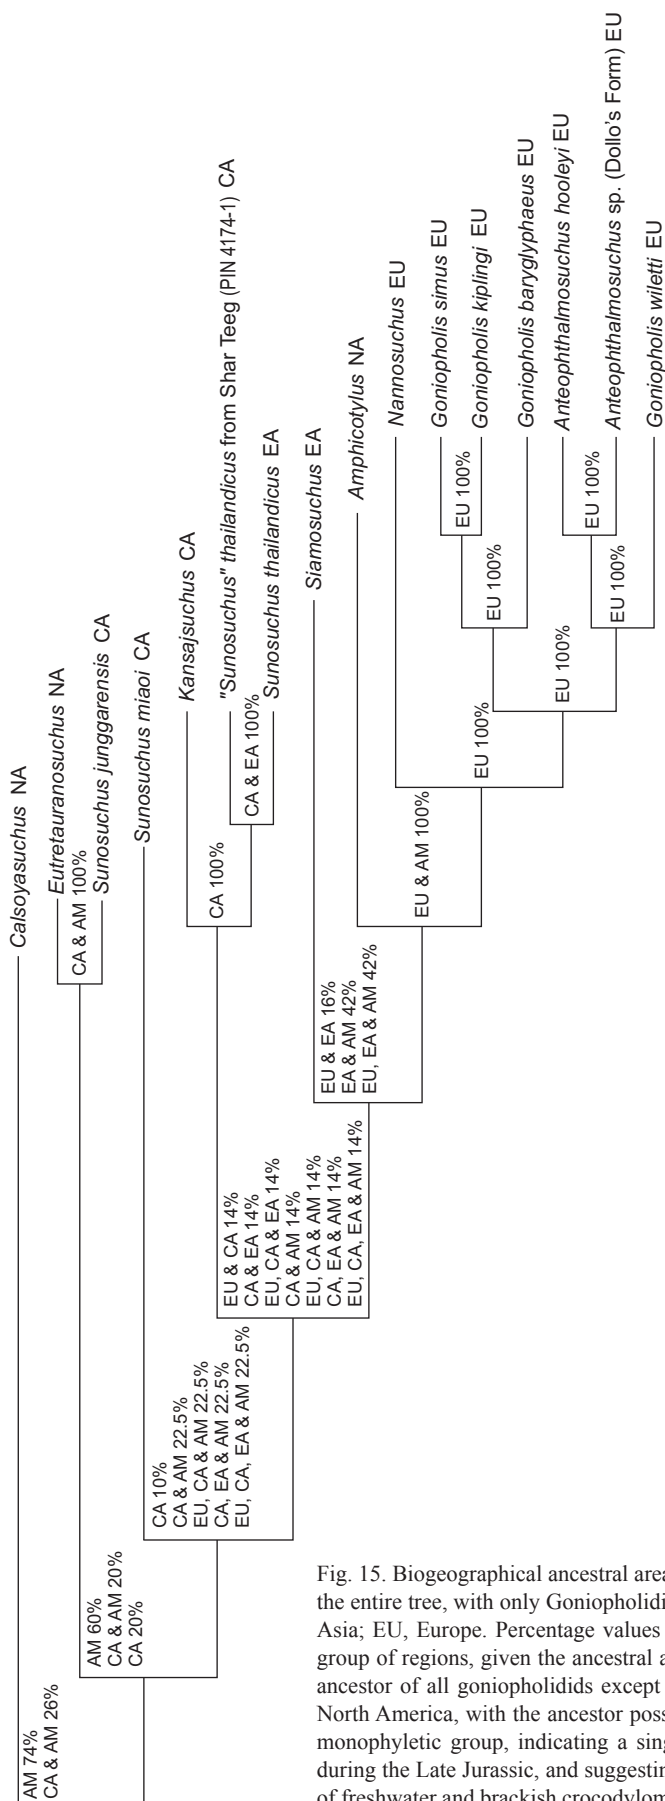 Calsoyasuchus NA
Eutretauranosuchus NA
CA & AM 100%
Sunosuchus junggarensis CA
Sunosuchus miaoi CA
Kansajsuchus CA
CA 100%
"Sunosuchus" thailandicus from Shar Teeg (PIN 4174-1) CA
CA & EA 100%
Sunosuchus thailandicus EA
Siamosuchus EA
Amphicotylus NA
Nannosuchus EU
Goniopholis simus EU
EU 100%
Goniopholis kiplingi EU
EU 100%
Goniopholis baryglyphaeus EU
EU 100%
Anteophthalmosuchus hooleyi EU
EU 100%
Anteophthalmosuchus sp. (Dollo's Form) EU
EU 100%
Goniopholis wiletti EU
EU 100%
EU & AM 100%
EU & EA 16%
EA & AM 42%
EU, EA & AM 42%
EU & CA 14%
CA & EA 14%
EU, CA & EA 14%
CA & AM 14%
EU, CA & AM 14%
CA, EA & AM 14%
EU, CA, EA & AM 14%
CA 10%
CA & AM 22.5%
EU, CA & AM 22.5%
CA, EA & AM 22.5%
EU, CA, EA & AM 22.5%
AM 60%
CA & AM 20%
CA 20%
AM 74%
CA & AM 26%
Fig. 15. Biogeographical ancestral area
the entire tree, with only Goniopholidi
Asia; EU, Europe. Percentage values
group of regions, given the ancestral a
ancestor of all goniopholidids except
North America, with the ancestor poss
monophyletic group, indicating a sing
during the Late Jurassic, and suggestin
of freshwater and brackish crocodylom